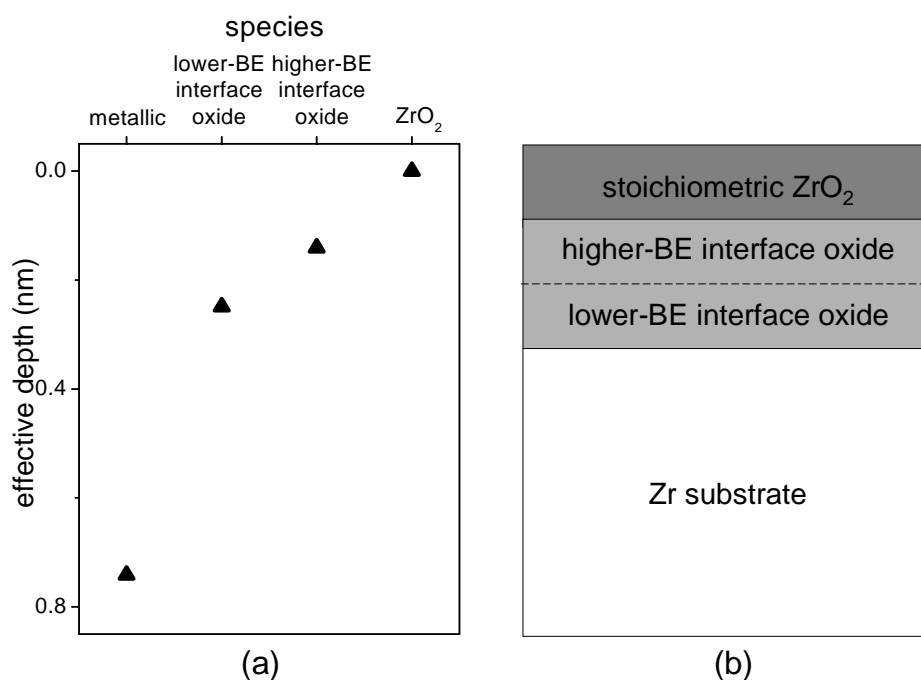 species
lower-BE higher-BE
interface interface
metallic oxide oxide ZrO₂
0.0
0.4
0.8
effective depth (nm)
(a)
stoichiometric ZrO₂
higher-BE interface oxide
lower-BE interface oxide
Zr substrate
(b)